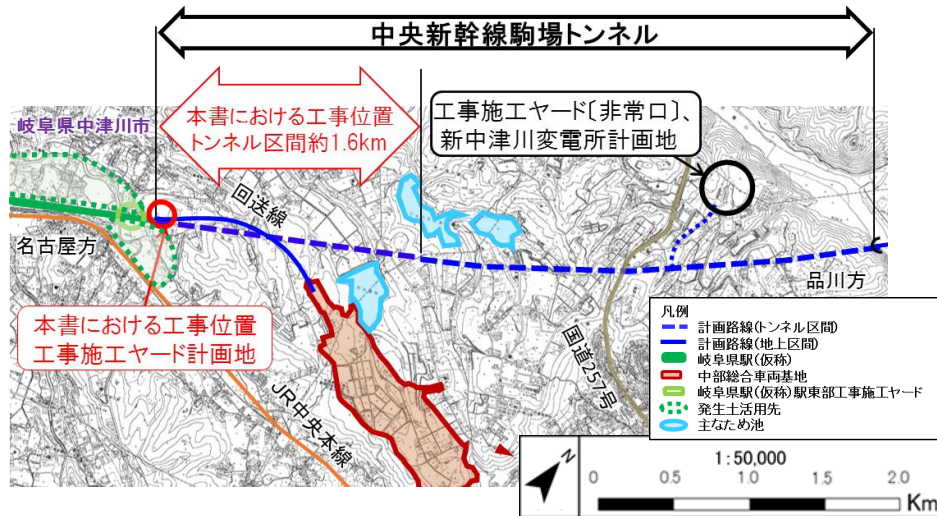 中央新幹線駒場トンネル
岐阜県中津川市
本書における工事位置
トンネル区間約1.6km
工事施工ヤード〔非常口〕、
新中津川変電所計画地
回送線
名古屋方
品川方
本書における工事位置
工事施工ヤード計画地
JR中央本線
国道257号
凡例
計画路線(トンネル区間)
計画路線(地上区間)
岐阜県駅(仮称)
中部総合車両基地
岐阜県駅(仮称)駅東部工事施工ヤード
発生土活用先
主なため池
N
1:50,000
0 0.5 1.0 1.5 2.0
Km